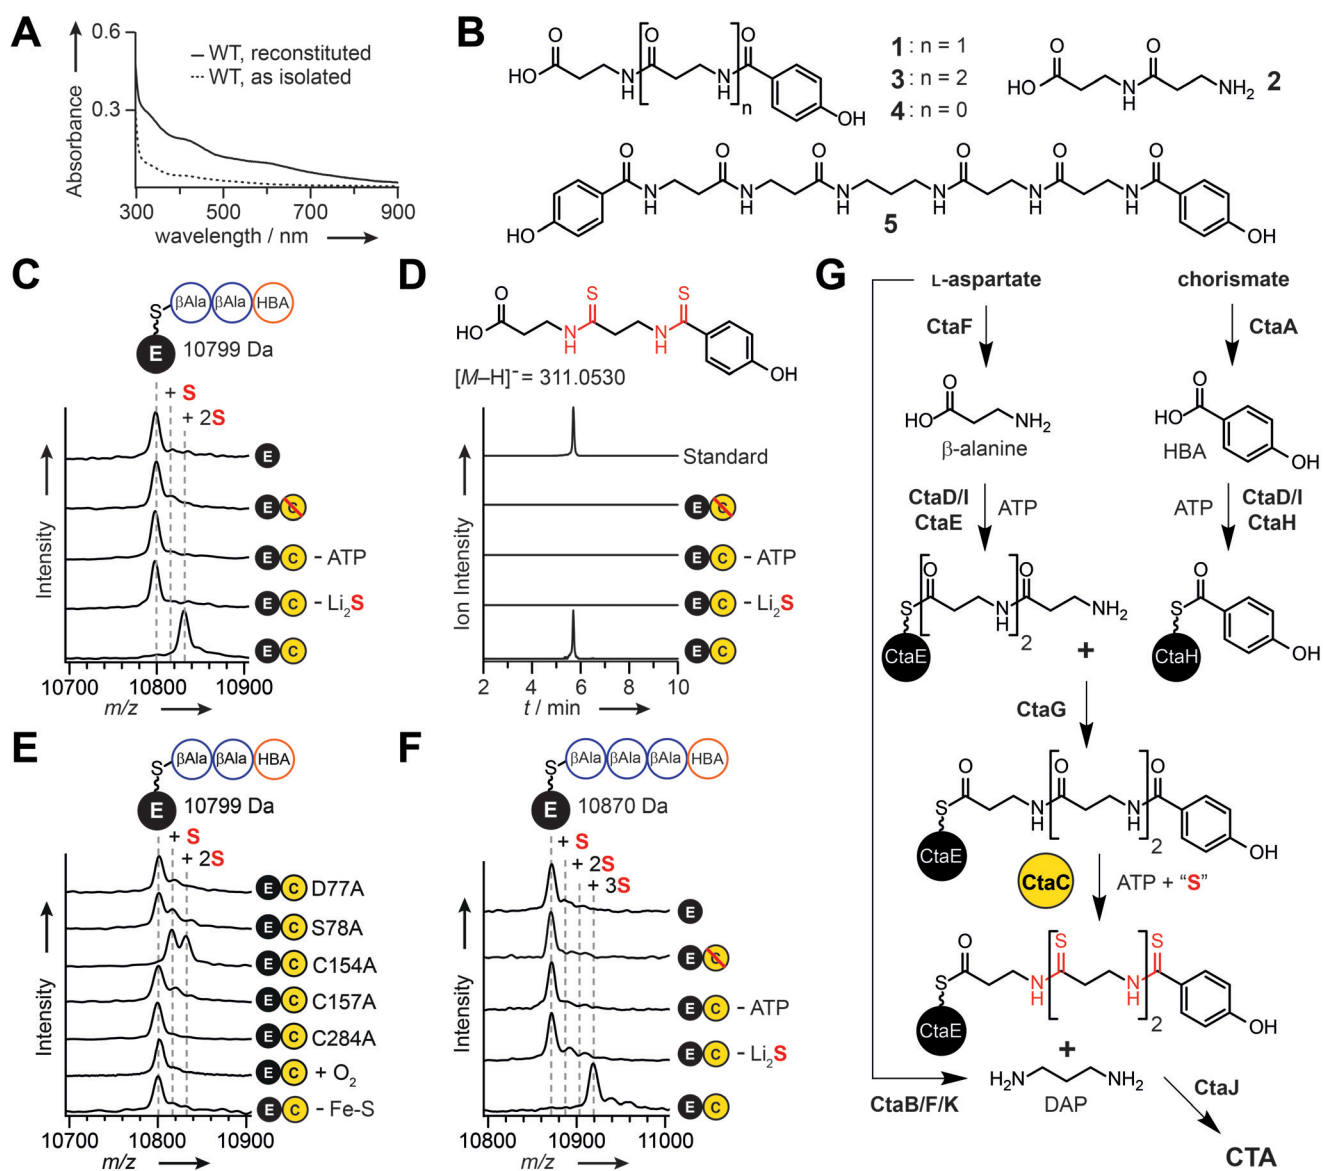 A
Absorbance
0.6
0.3
WT, reconstituted
WT, as isolated
300 500 700 900
wavelength / nm
B
O O O
HO N H N H n OH
1 : n = 1
3 : n = 2
4 : n = 0
O O
HO N H NH2 2
O O O O O O
N H N H N H N H N H N H
HO 5 OH
C
S βAla βAla HBA
E 10799 Da
+ S
+ 2S
E
E C
E C - ATP
E C - Li2S
E C
Intensity
10700 10800 10900
m/z
D
O S S
HO N H N H OH
[M–H]⁻ = 311.0530
Standard
E C
E C - ATP
E C - Li2S
E C
Ion Intensity
2 4 6 8 10
t / min
E
S βAla βAla HBA
E 10799 Da
+ S
+ 2S
E C D77A
E C S78A
E C C154A
E C C157A
E C C284A
E C + O2
E C - Fe-S
Intensity
10700 10800 10900
m/z
F
S βAla βAla βAla HBA
E 10870 Da
+ S
+ 2S
+ 3S
E
E C
E C - ATP
E C - Li2S
E C
Intensity
10800 10900 11000
m/z
G
L-aspartate chorismate
CtaF CtaA
O
HO NH2
β-alanine
O
HO
HBA OH
CtaD/I
CtaE
ATP
ATP
CtaD/I
CtaH
O O O
S N H 2 N H NH2
CtaE
+
O
S
CtaH OH
CtaG
O O O
S N H N H 2 OH
CtaE
CtaC
ATP + “S”
O S S
S N H N H 2 OH
CtaE
+
H2N NH2
DAP
CtaB/F/K
CtaJ
CTA